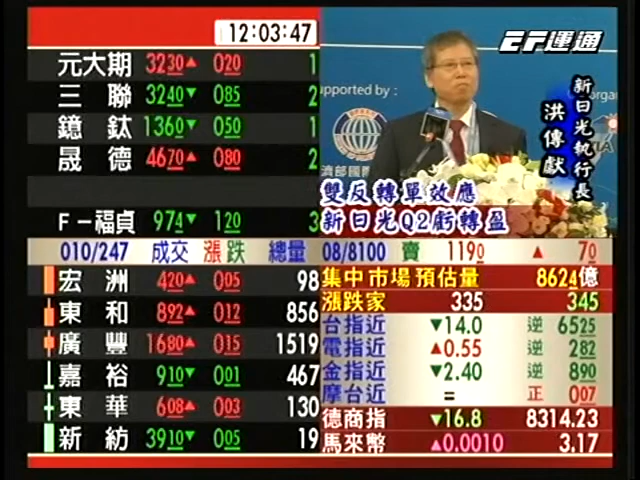 12:03:47
EF運通
元大期 3230▲ 020 1
三聯 3240▼ 085 2
鐿鈦 1360▼ 050 1
晟德 4670▲ 080 2
F－福貞 974▼ 120 3
upported by :
organ
濟部國際
新日光執行長
洪傳獻
雙反轉單效應
新日光Q2虧轉盈
010/247 成交 漲跌 總量
08/8100 賣 1190 ▲ 70
宏洲 420▲ 005 98
東和 892▲ 012 856
廣豐 1680▲ 015 1519
嘉裕 910▼ 001 467
東華 608▲ 003 130
新紡 3910▼ 005 19
集中市場預估量 8624億
漲跌家 335 345
台指近 ▼14.0 逆 6525
電指近 ▲0.55 逆 282
金指近 ▼2.40 逆 890
摩台近 = 正 007
德商指 ▼16.8 8314.23
馬來幣 ▲0.0010 3.17